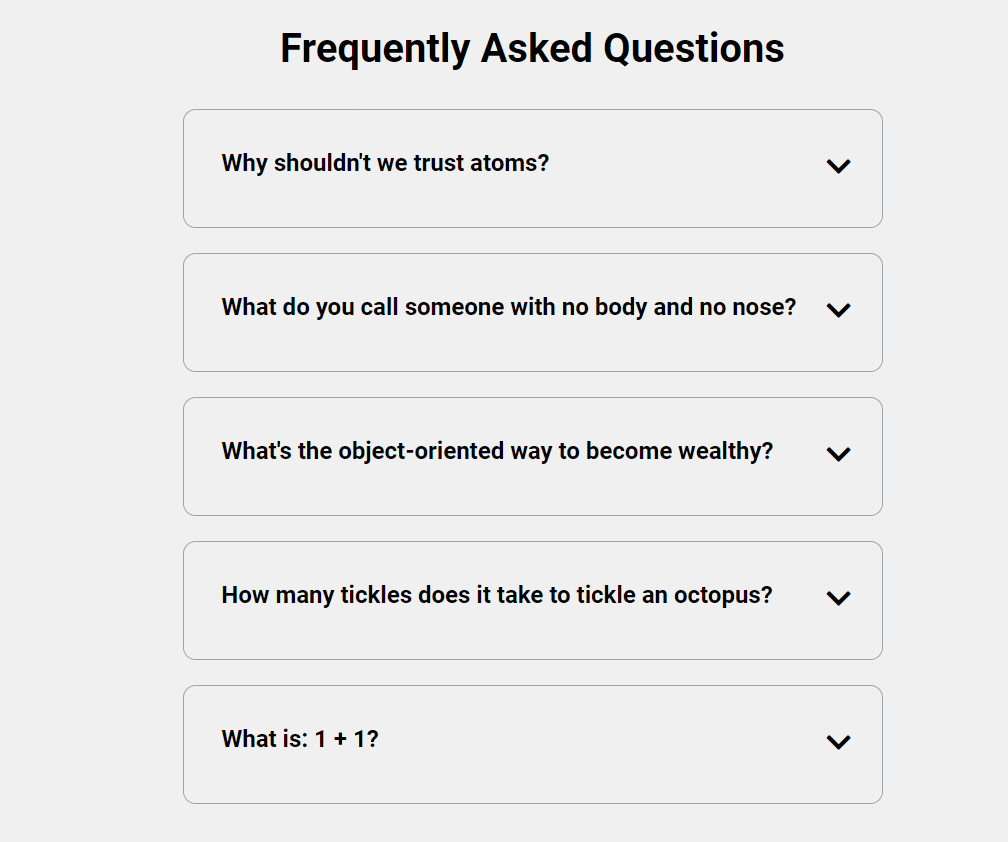 Frequently Asked Questions
Why shouldn't we trust atoms?
What do you call someone with no body and no nose?
What's the object-oriented way to become wealthy?
How many tickles does it take to tickle an octopus?
What is: 1 + 1?